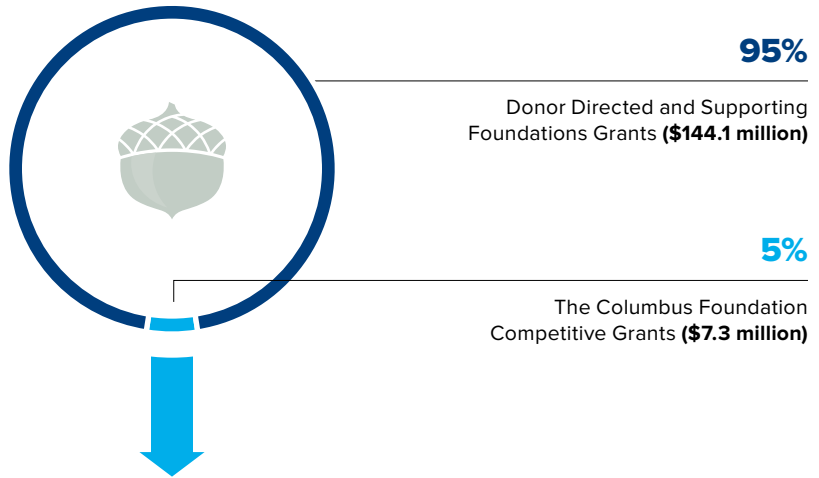 95%
Donor Directed and Supporting
Foundations Grants ($144.1 million)
5%
The Columbus Foundation
Competitive Grants ($7.3 million)